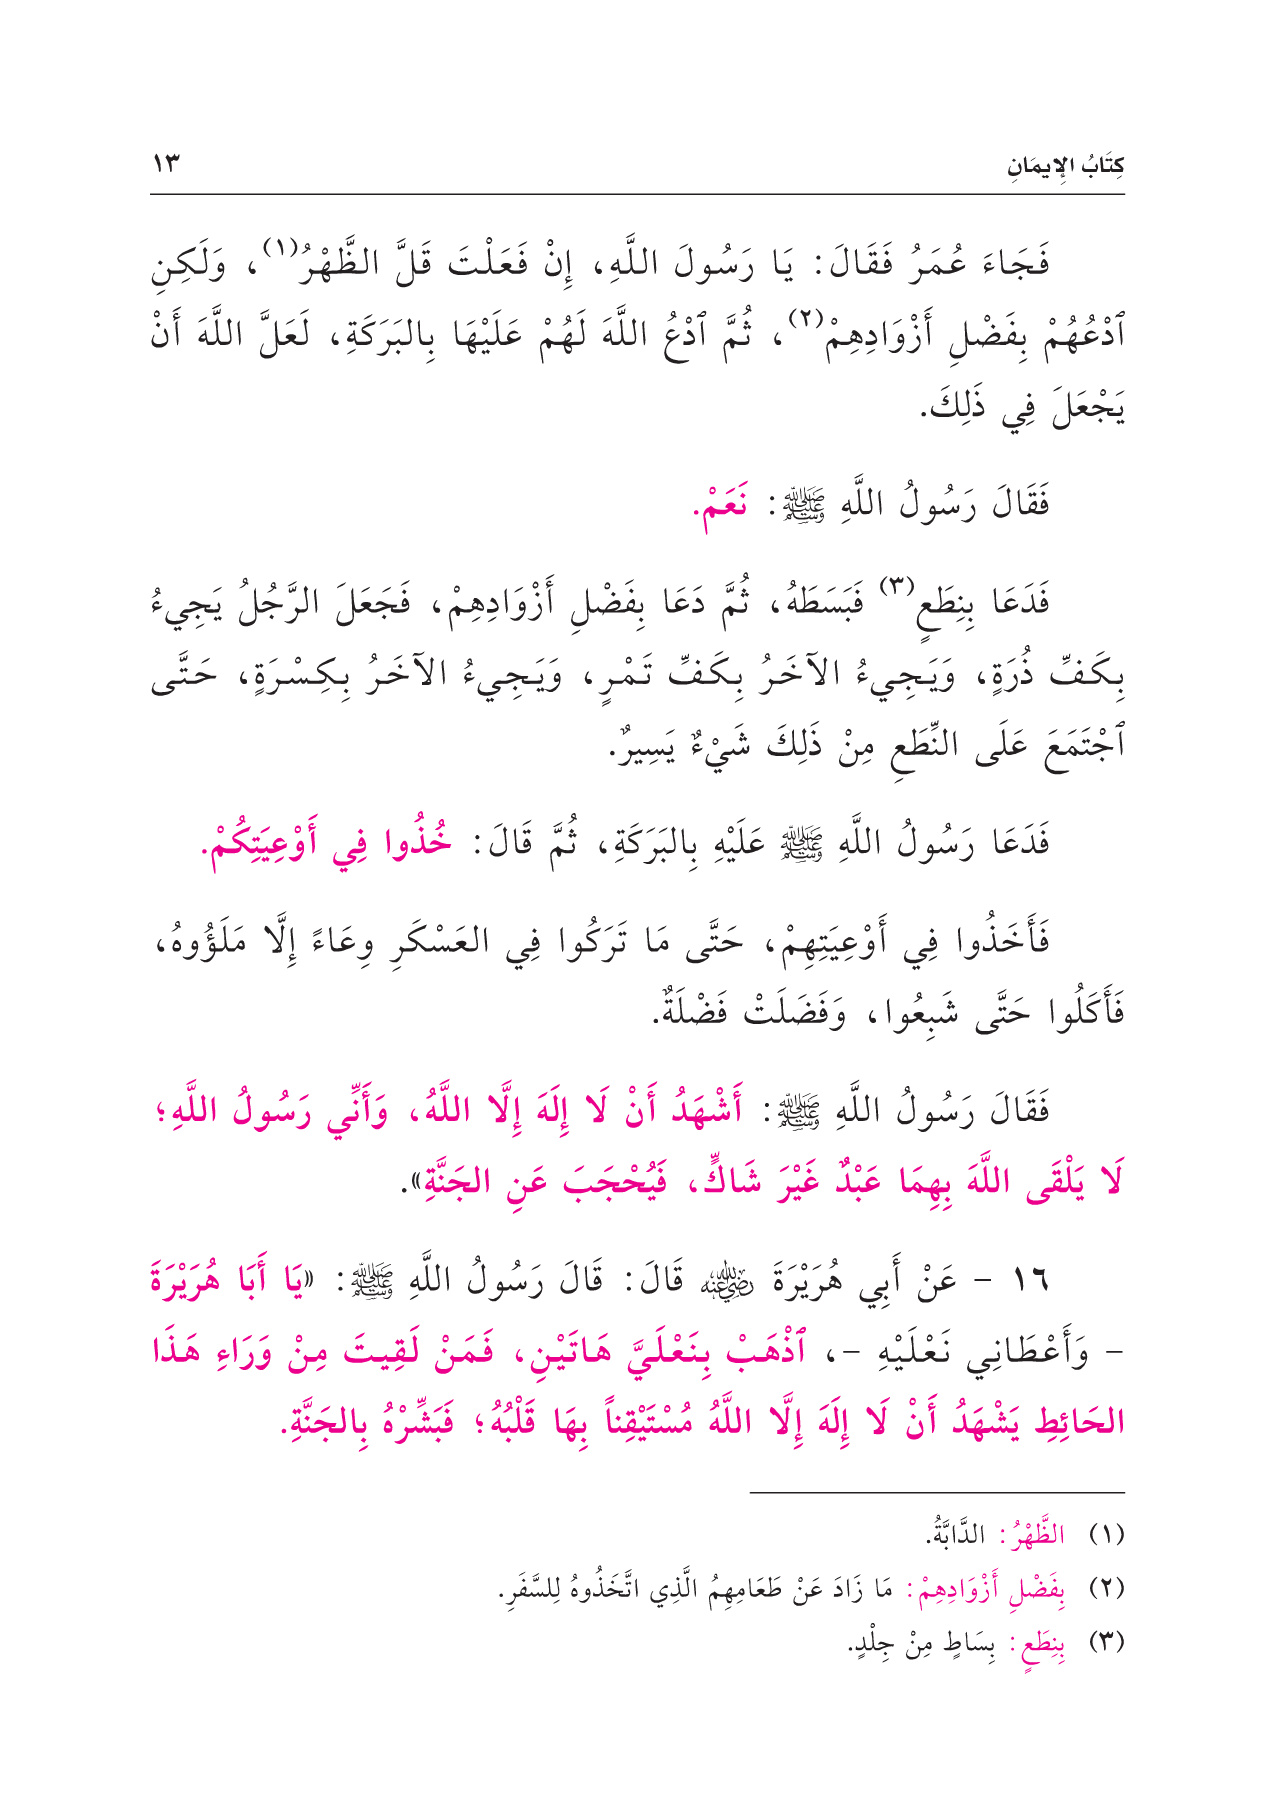 كِتَابُ الإِيمَانِ ١٣
فَجَاءَ عُمَرُ فَقَالَ: يَا رَسُولَ اللَّهِ، إِنْ فَعَلْتَ قَلَّ الظَّهْرُ(١)، وَلَكِنِ
ٱدْعُهُمْ بِفَضْلِ أَزْوَادِهِمْ(٢)، ثُمَّ ٱدْعُ اللَّهَ لَهُمْ عَلَيْهَا بِالبَرَكَةِ، لَعَلَّ اللَّهَ أَنْ
يَجْعَلَ فِي ذَلِكَ.
فَقَالَ رَسُولُ اللَّهِ ﷺ: نَعَمْ.
فَدَعَا بِنِطَعٍ(٣) فَبَسَطَهُ، ثُمَّ دَعَا بِفَضْلِ أَزْوَادِهِمْ، فَجَعَلَ الرَّجُلُ يَجِيءُ
بِكَفِّ ذُرَةٍ، وَيَجِيءُ الآخَرُ بِكَفِّ تَمْرٍ، وَيَجِيءُ الآخَرُ بِكِسْرَةٍ، حَتَّى
ٱجْتَمَعَ عَلَى النِّطَعِ مِنْ ذَلِكَ شَيْءٌ يَسِيرٌ.
فَدَعَا رَسُولُ اللَّهِ ﷺ عَلَيْهِ بِالبَرَكَةِ، ثُمَّ قَالَ: خُذُوا فِي أَوْعِيَتِكُمْ.
فَأَخَذُوا فِي أَوْعِيَتِهِمْ، حَتَّى مَا تَرَكُوا فِي العَسْكَرِ وِعَاءً إِلَّا مَلَؤُوهُ،
فَأَكَلُوا حَتَّى شَبِعُوا، وَفَضَلَتْ فَضْلَةٌ.
فَقَالَ رَسُولُ اللَّهِ ﷺ: أَشْهَدُ أَنْ لَا إِلَهَ إِلَّا اللَّهُ، وَأَنِّي رَسُولُ اللَّهِ؛
لَا يَلْقَى اللَّهَ بِهِمَا عَبْدٌ غَيْرَ شَاكٍّ، فَيُحْجَبَ عَنِ الجَنَّةِ».
١٦ - عَنْ أَبِي هُرَيْرَةَ رضي الله عنه قَالَ: قَالَ رَسُولُ اللَّهِ ﷺ: «يَا أَبَا هُرَيْرَةَ
- وَأَعْطَانِي نَعْلَيْهِ -، ٱذْهَبْ بِنَعْلَيَّ هَاتَيْنِ، فَمَنْ لَقِيتَ مِنْ وَرَاءِ هَذَا
الحَائِطِ يَشْهَدُ أَنْ لَا إِلَهَ إِلَّا اللَّهُ مُسْتَيْقِناً بِهَا قَلْبُهُ؛ فَبَشِّرْهُ بِالجَنَّةِ.
(١) الظَّهْرُ: الدَّابَّةُ.
(٢) بِفَضْلِ أَزْوَادِهِمْ: مَا زَادَ عَنْ طَعَامِهِمُ الَّذِي اتَّخَذُوهُ لِلسَّفَرِ.
(٣) بِنِطَعٍ: بِسَاطٍ مِنْ جِلْدٍ.